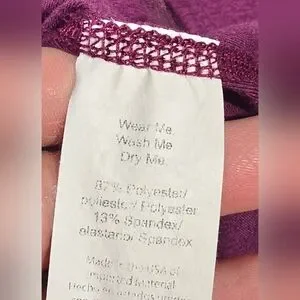 Wear Me
Wash Me
Dry Me.
87% Polyester/
poliester/ Polyester
13% Spandex/
elastano/ Spandex
Made in the USA of
Imported Material